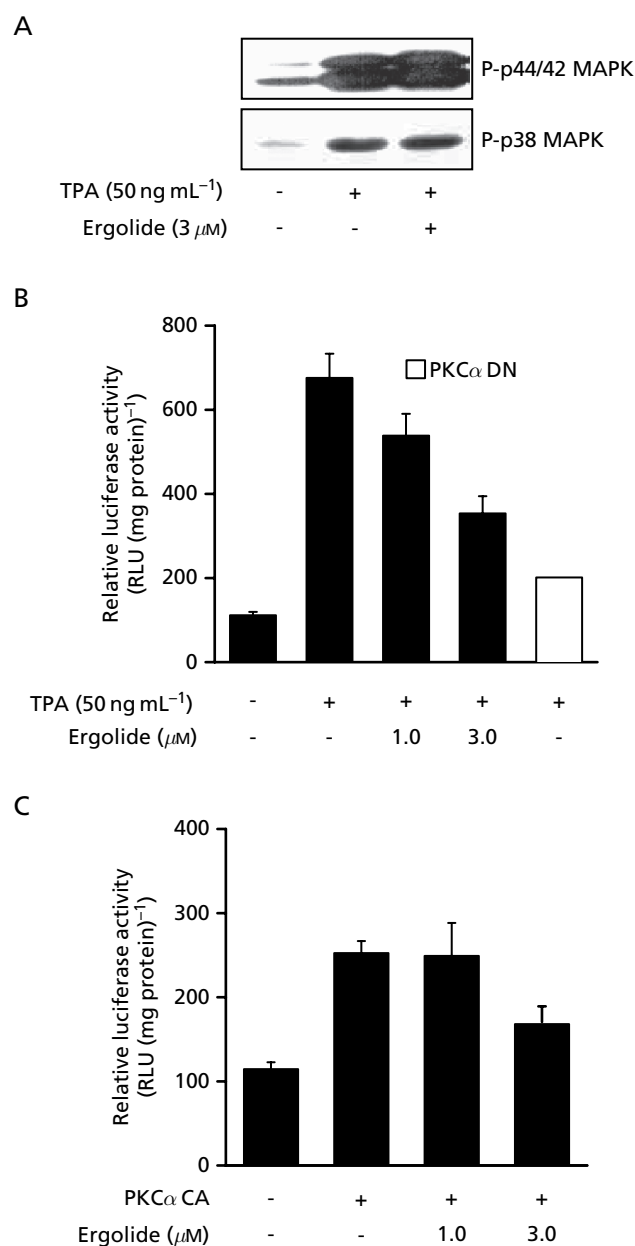 A
P-p44/42 MAPK
P-p38 MAPK
TPA (50 ng mL⁻¹) - + +
Ergolide (3 μM) - - +
B
Relative luciferase activity
(RLU (mg protein)⁻¹)
800
600
400
200
0
PKCα DN
TPA (50 ng mL⁻¹) - + + + +
Ergolide (μM) - - 1.0 3.0 -
C
Relative luciferase activity
(RLU (mg protein)⁻¹)
400
300
200
100
0
PKCα CA - + + +
Ergolide (μM) - - 1.0 3.0